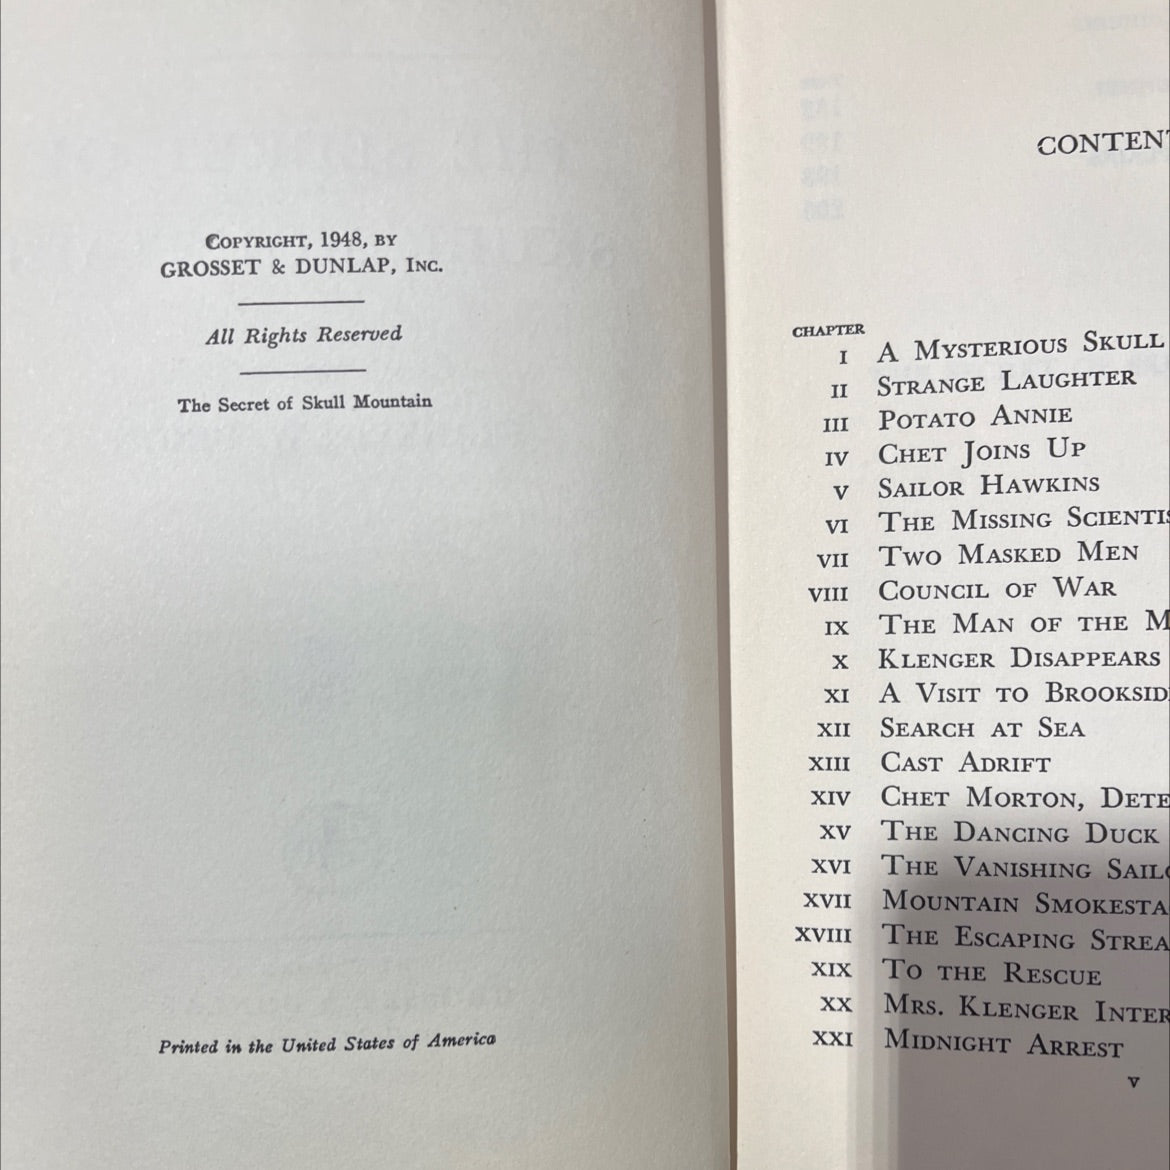 COPYRIGHT, 1948, BY
GROSSET & DUNLAP, INC.
All Rights Reserved
The Secret of Skull Mountain
Printed in the United States of America
CONTENT
CHAPTER
I A MYSTERIOUS SKULL
II STRANGE LAUGHTER
III POTATO ANNIE
IV CHET JOINS UP
V SAILOR HAWKINS
VI THE MISSING SCIENTIS
VII TWO MASKED MEN
VIII COUNCIL OF WAR
IX THE MAN OF THE M
X KLENGER DISAPPEARS
XI A VISIT TO BROOKSID
XII SEARCH AT SEA
XIII CAST ADRIFT
XIV CHET MORTON, DETE
XV THE DANCING DUCK
XVI THE VANISHING SAILO
XVII MOUNTAIN SMOKESTA
XVIII THE ESCAPING STREA
XIX TO THE RESCUE
XX MRS. KLENGER INTER
XXI MIDNIGHT ARREST
v